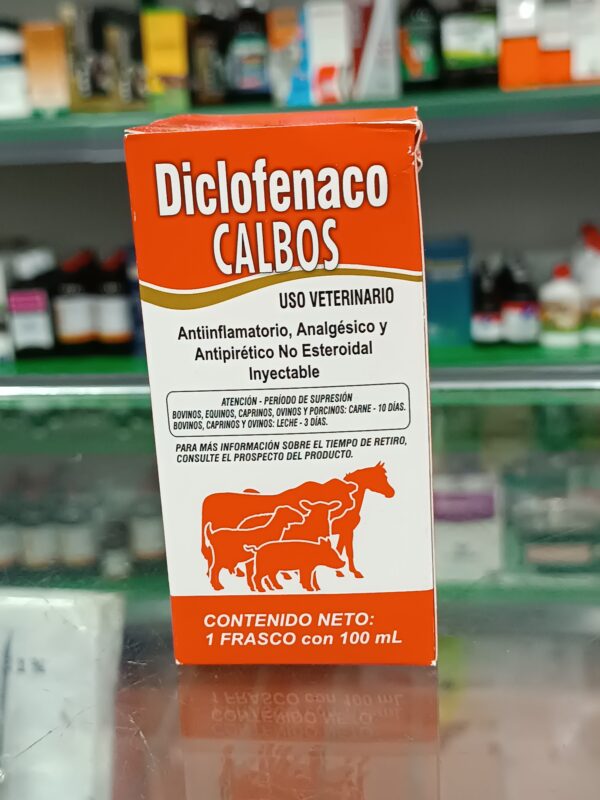 Diclofenaco
CALBOS
USO VETERINARIO
Antiinflamatorio, Analgésico y
Antipirético No Esteroidal
Inyectable
ATENCIÓN - PERÍODO DE SUPRESIÓN
BOVINOS, EQUINOS, CAPRINOS, OVINOS Y PORCINOS: CARNE - 10 DÍAS.
BOVINOS, CAPRINOS Y OVINOS: LECHE - 3 DÍAS.
PARA MÁS INFORMACIÓN SOBRE EL TIEMPO DE RETIRO,
CONSULTE EL PROSPECTO DEL PRODUCTO.
CONTENIDO NETO:
1 FRASCO con 100 mL